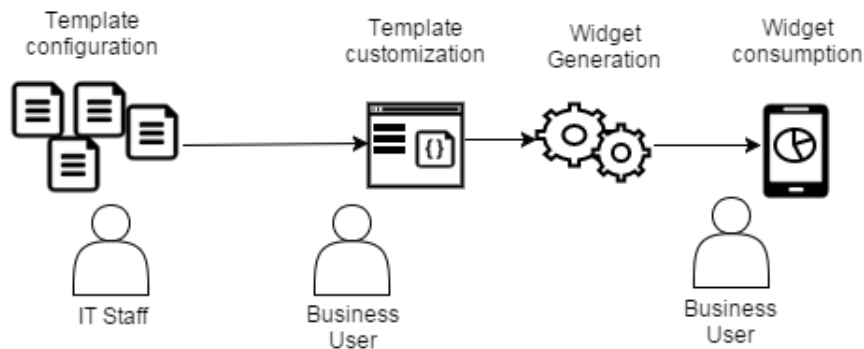 Template
configuration
Template
customization
Widget
Generation
Widget
consumption
{}
IT Staff
Business
User
Business
User